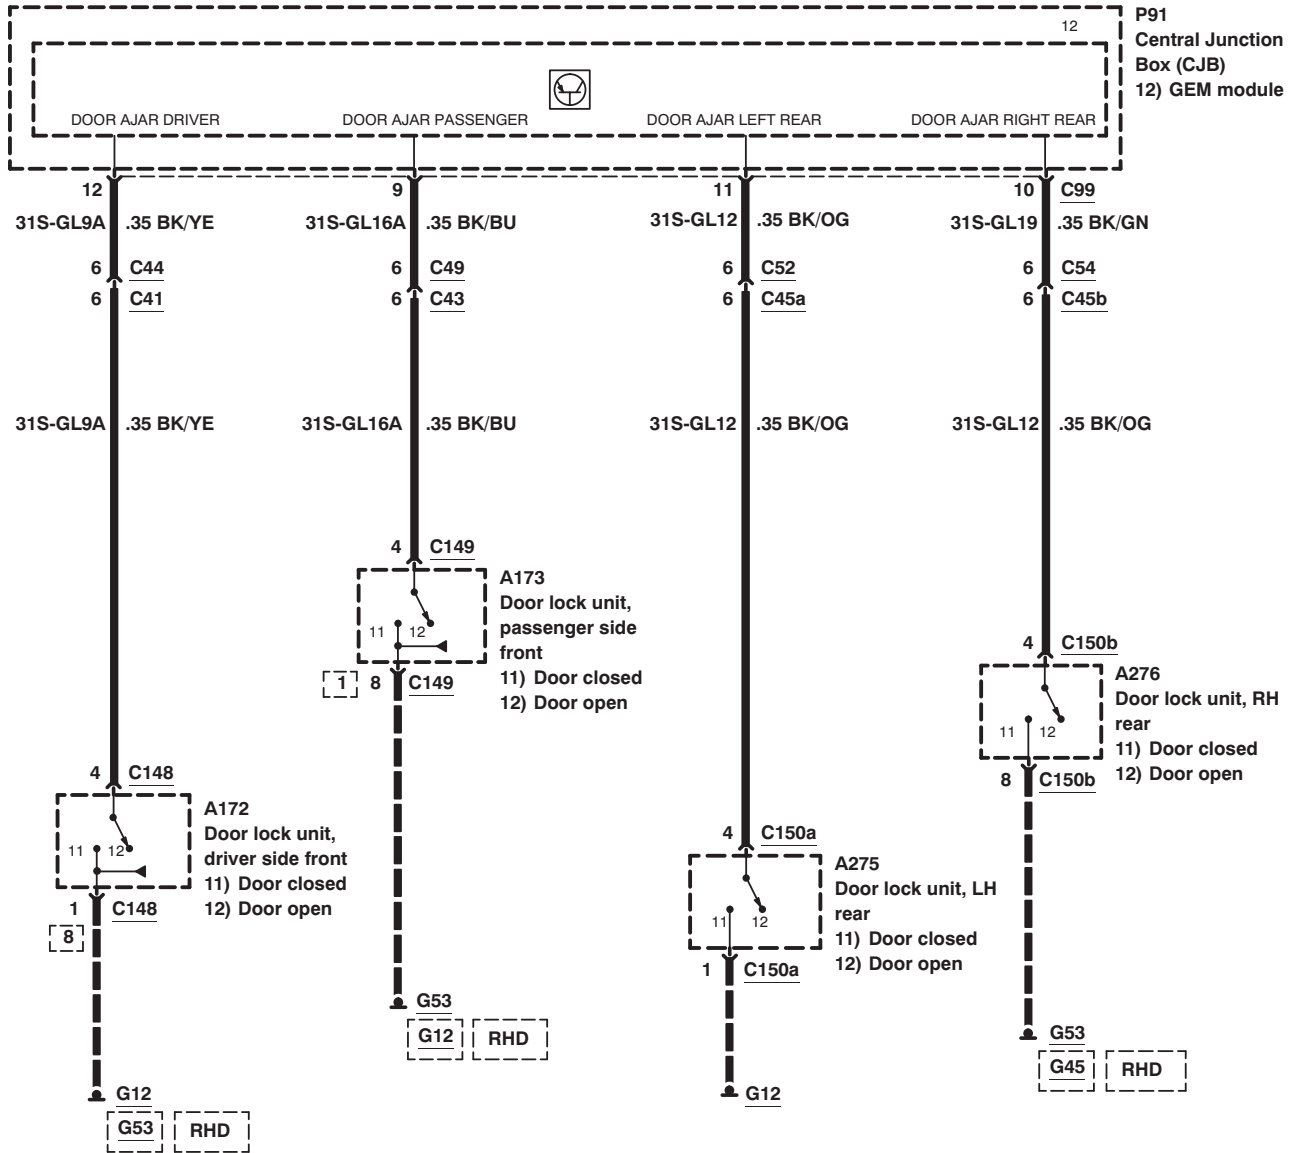 P91
Central Junction
Box (CJB)
12) GEM module
12
DOOR AJAR DRIVER
DOOR AJAR PASSENGER
DOOR AJAR LEFT REAR
DOOR AJAR RIGHT REAR
12
9
11
10
C99
31S-GL9A .35 BK/YE
31S-GL16A .35 BK/BU
31S-GL12 .35 BK/OG
31S-GL19 .35 BK/GN
6 C44
6 C49
6 C52
6 C54
6 C41
6 C43
6 C45a
6 C45b
31S-GL9A .35 BK/YE
31S-GL16A .35 BK/BU
31S-GL12 .35 BK/OG
31S-GL12 .35 BK/OG
4 C149
A173
Door lock unit,
passenger side
front
11) Door closed
12) Door open
11 12
1 8 C149
4 C150b
A276
Door lock unit, RH
rear
11) Door closed
12) Door open
11 12
8 C150b
4 C148
A172
Door lock unit,
driver side front
11) Door closed
12) Door open
11 12
1 C148
8
4 C150a
A275
Door lock unit, LH
rear
11) Door closed
12) Door open
11 12
1 C150a
G53
G12 RHD
G53
G45 RHD
G12
G53 RHD
G12